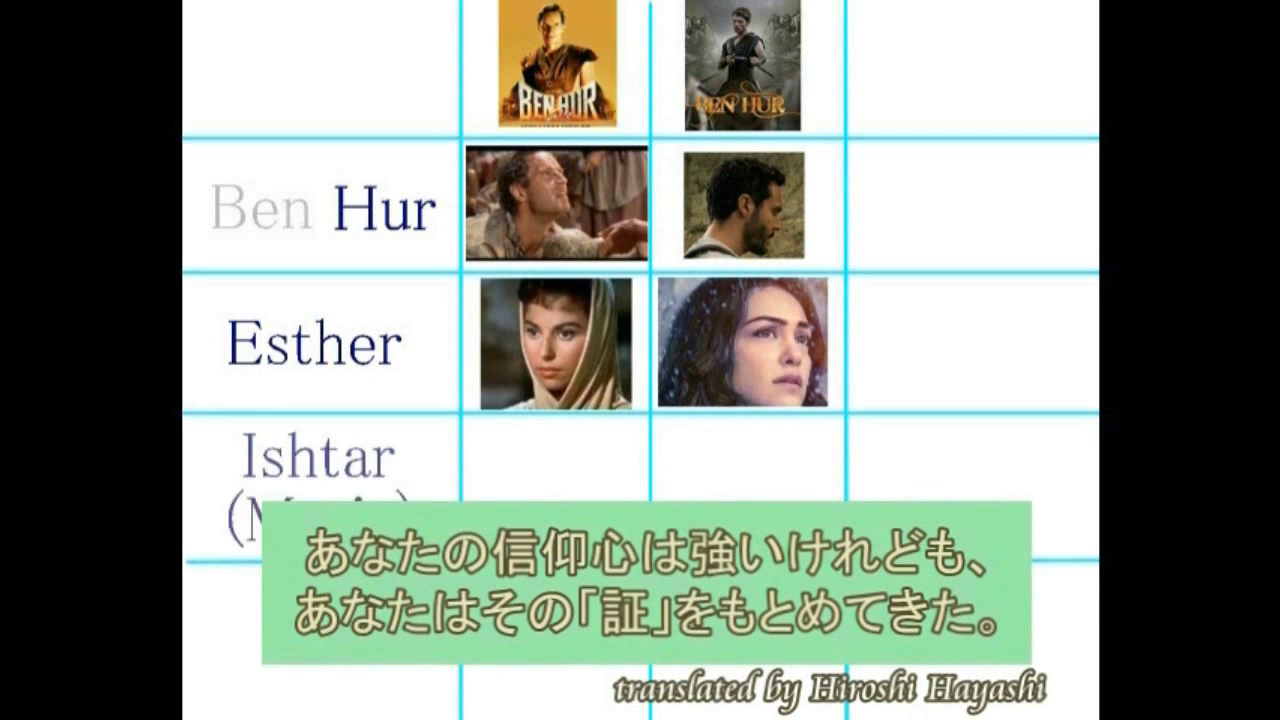 BEN HUR
BEN HUR
Ben Hur
Esther
Ishtar
あなたの信仰心は強いけれども、
あなたはその「証」をもとめてきた。
translated by Hiroshi Hayashi